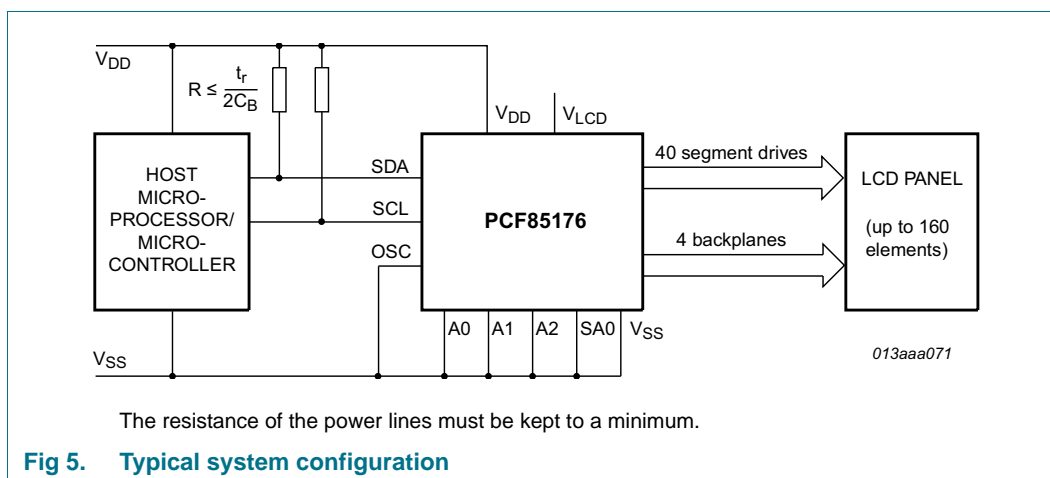 VDD
R ≤ tr
2CB
VDD
VLCD
HOST
MICRO-
PROCESSOR/
MICRO-
CONTROLLER
SDA
SCL
OSC
PCF85176
40 segment drives
4 backplanes
LCD PANEL
(up to 160
elements)
A0 A1 A2 SA0 VSS
VSS
013aaa071
The resistance of the power lines must be kept to a minimum.
Fig 5. Typical system configuration